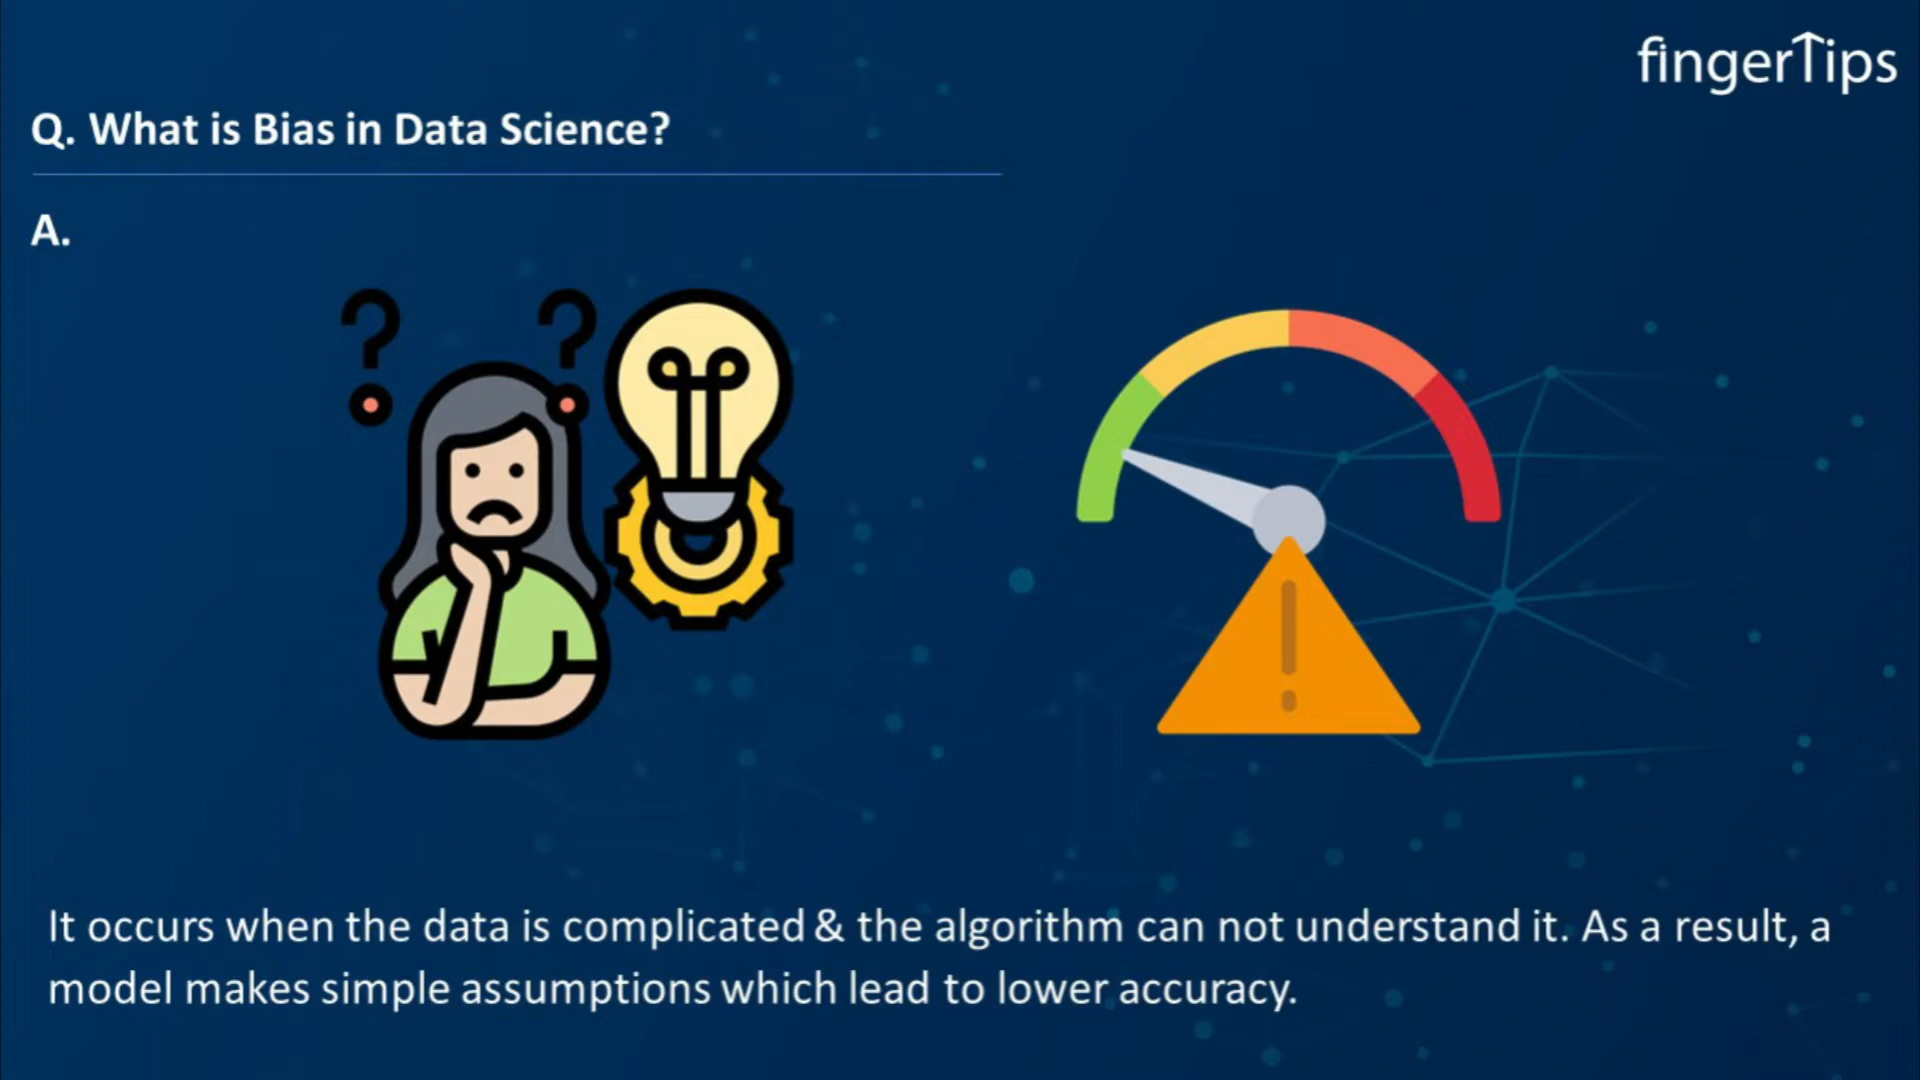 fingerTips
Q. What is Bias in Data Science?
A.
It occurs when the data is complicated & the algorithm can not understand it. As a result, a
model makes simple assumptions which lead to lower accuracy.